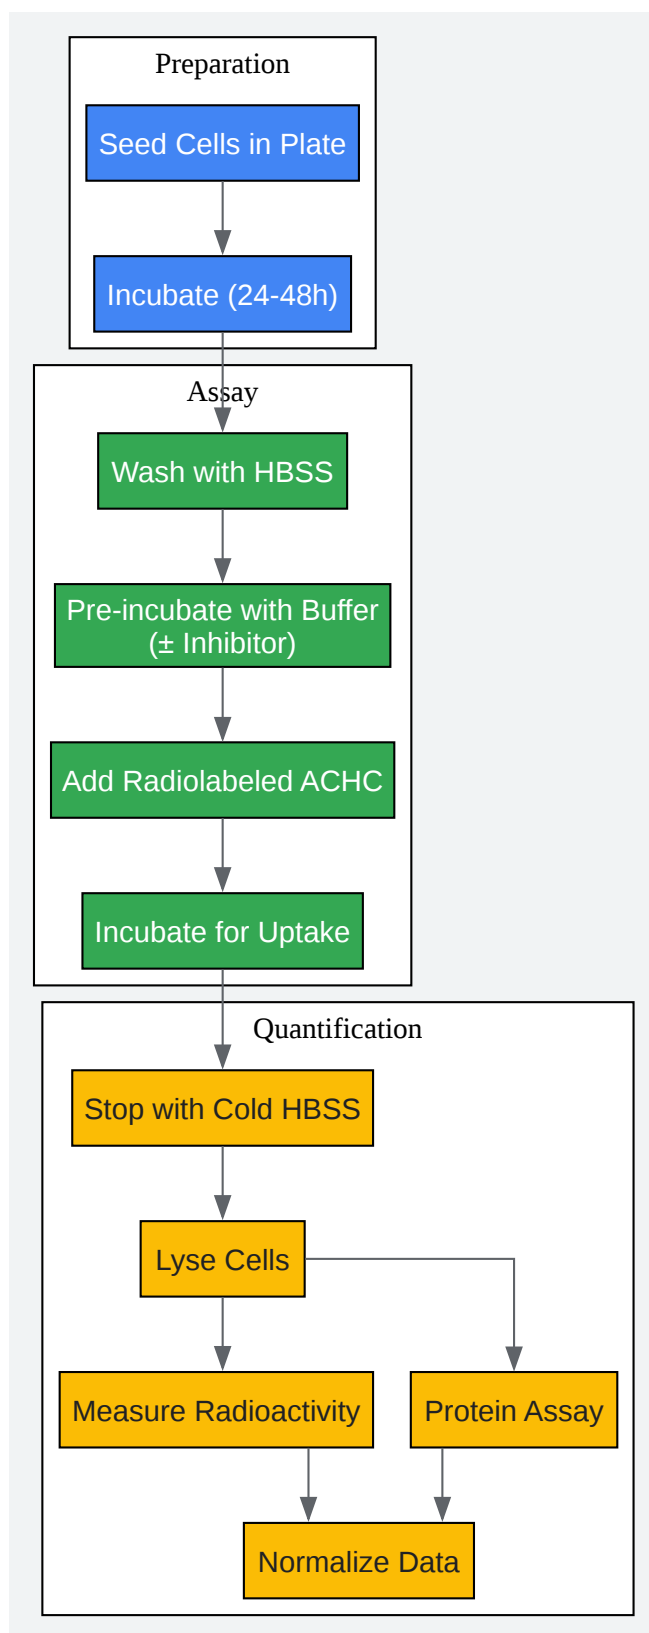 Preparation
Seed Cells in Plate
Incubate (24-48h)
Assay
Wash with HBSS
Pre-incubate with Buffer
(± Inhibitor)
Add Radiolabeled ACHC
Incubate for Uptake
Quantification
Stop with Cold HBSS
Lyse Cells
Measure Radioactivity
Protein Assay
Normalize Data